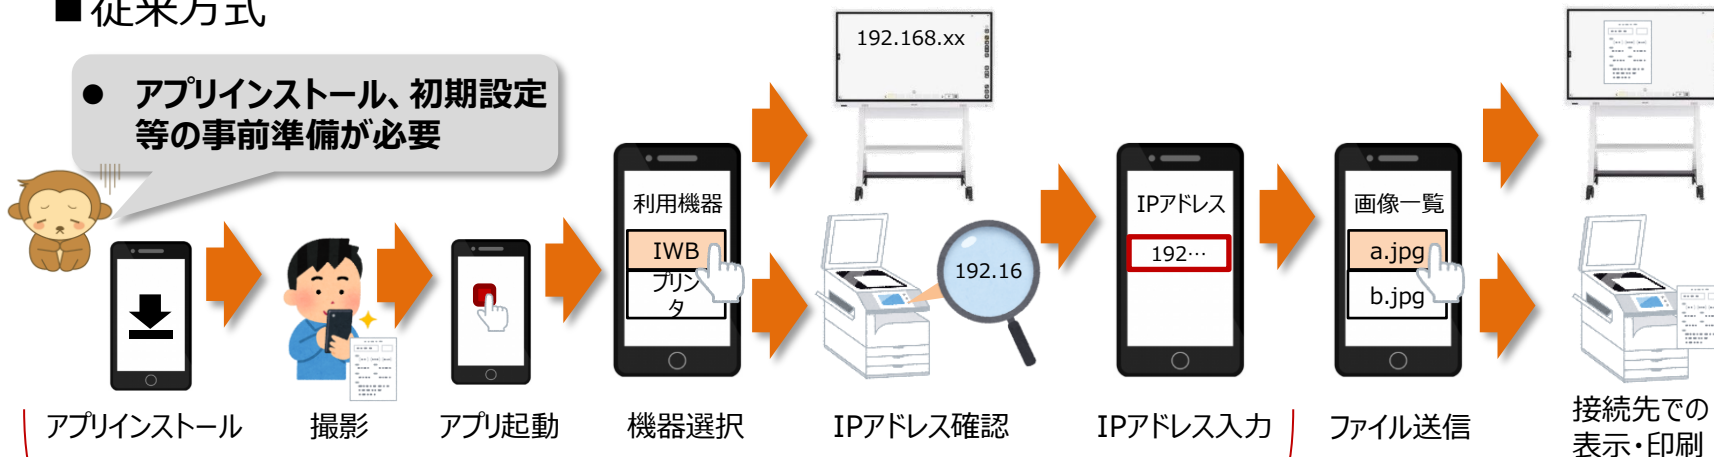 ■従来方式
● アプリインストール、初期設定
等の事前準備が必要
192.168.xx
利用機器
IWB
プリン
タ
192.16
IPアドレス
192…
画像一覧
a.jpg
b.jpg
アプリインストール
撮影
アプリ起動
機器選択
IPアドレス確認
IPアドレス入力
ファイル送信
接続先での
表示・印刷